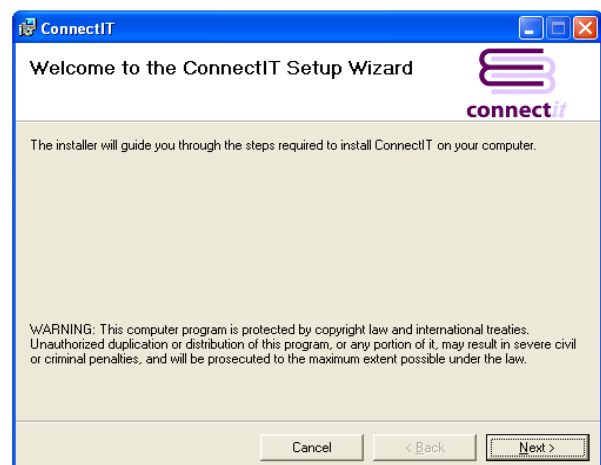 ConnectIT
Welcome to the ConnectIT Setup Wizard
connectit
The installer will guide you through the steps required to install ConnectIT on your computer.
WARNING: This computer program is protected by copyright law and international treaties.
Unauthorized duplication or distribution of this program, or any portion of it, may result in severe civil
or criminal penalties, and will be prosecuted to the maximum extent possible under the law.
Cancel
< Back
Next >